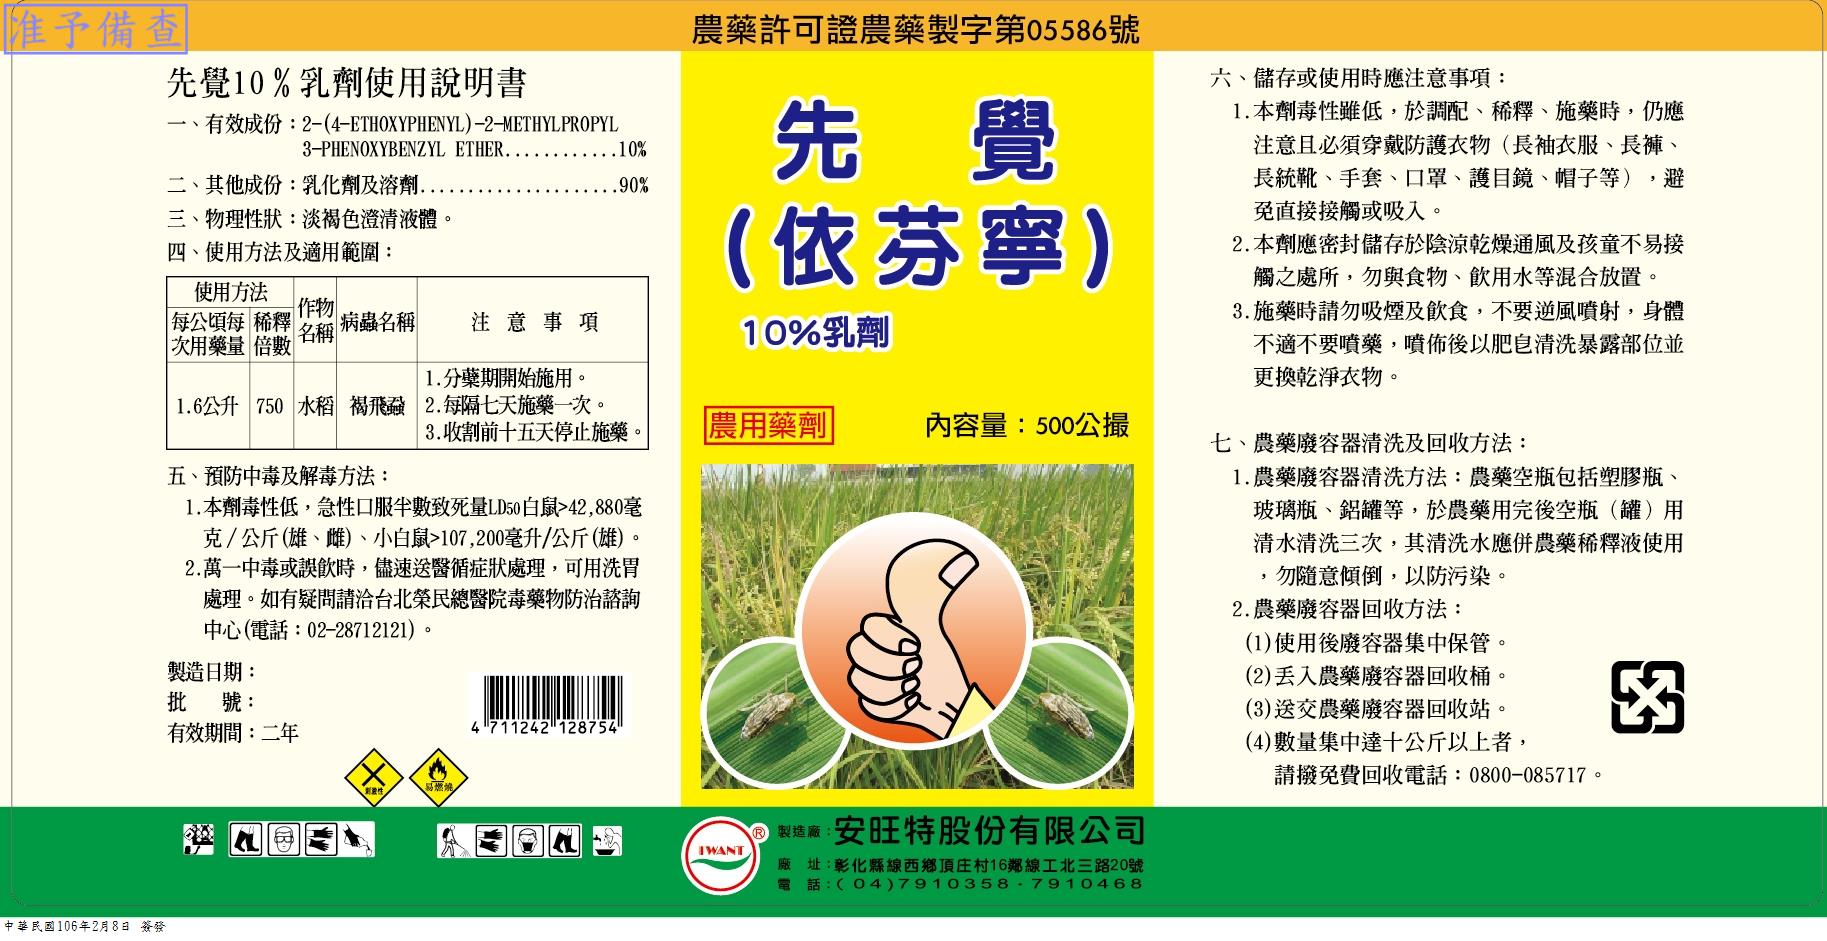 准予備查
農藥許可證農藥製字第05586號
先覺10%乳劑使用說明書
一、有效成份：2-(4-ETHOXYPHENYL)-2-METHYLPROPYL
3-PHENOXYBENZYL ETHER............10%
二、其他成份：乳化劑及溶劑.....................90%
三、物理性狀：淡褐色澄清液體。
四、使用方法及適用範圍：
使用方法
每公頃每次用藥量
稀釋倍數
作物名稱
病蟲名稱
注意事項
1.6公升
750
水稻
褐飛蝨
1.分蘗期開始施用。
2.每隔七天施藥一次。
3.收割前十五天停止施藥。
五、預防中毒及解毒方法：
1.本劑毒性低，急性口服半數致死量LD50白鼠>42,880毫
克／公斤(雄、雌)、小白鼠>107,200毫升/公斤(雄)。
2.萬一中毒或誤飲時，儘速送醫循症狀處理，可用洗胃
處理。如有疑問請洽台北榮民總醫院毒藥物防治諮詢
中心(電話：02-28712121)。
製造日期：
批　號：
有效期間：二年
4 711242 128754
刺激性
易燃燒
先覺
(依芬寧)
10%乳劑
農用藥劑
內容量：500公撮
六、儲存或使用時應注意事項：
1.本劑毒性雖低，於調配、稀釋、施藥時，仍應
注意且必須穿戴防護衣物（長袖衣服、長褲、
長統靴、手套、口罩、護目鏡、帽子等），避
免直接接觸或吸入。
2.本劑應密封儲存於陰涼乾燥通風及孩童不易接
觸之處所，勿與食物、飲用水等混合放置。
3.施藥時請勿吸煙及飲食，不要逆風噴射，身體
不適不要噴藥，噴佈後以肥皂清洗暴露部位並
更換乾淨衣物。
七、農藥廢容器清洗及回收方法：
1.農藥廢容器清洗方法：農藥空瓶包括塑膠瓶、
玻璃瓶、鋁罐等，於農藥用完後空瓶（罐）用
清水清洗三次，其清洗水應併農藥稀釋液使用
，勿隨意傾倒，以防污染。
2.農藥廢容器回收方法：
(1)使用後廢容器集中保管。
(2)丟入農藥廢容器回收桶。
(3)送交農藥廢容器回收站。
(4)數量集中達十公斤以上者，
請撥免費回收電話：0800-085717。
IWANT
®
製造廠：安旺特股份有限公司
廠　址：彰化縣線西鄉頂庄村16鄰線工北三路20號
電　話：(04)7910358-7910468
中華民國106年2月8日 簽發